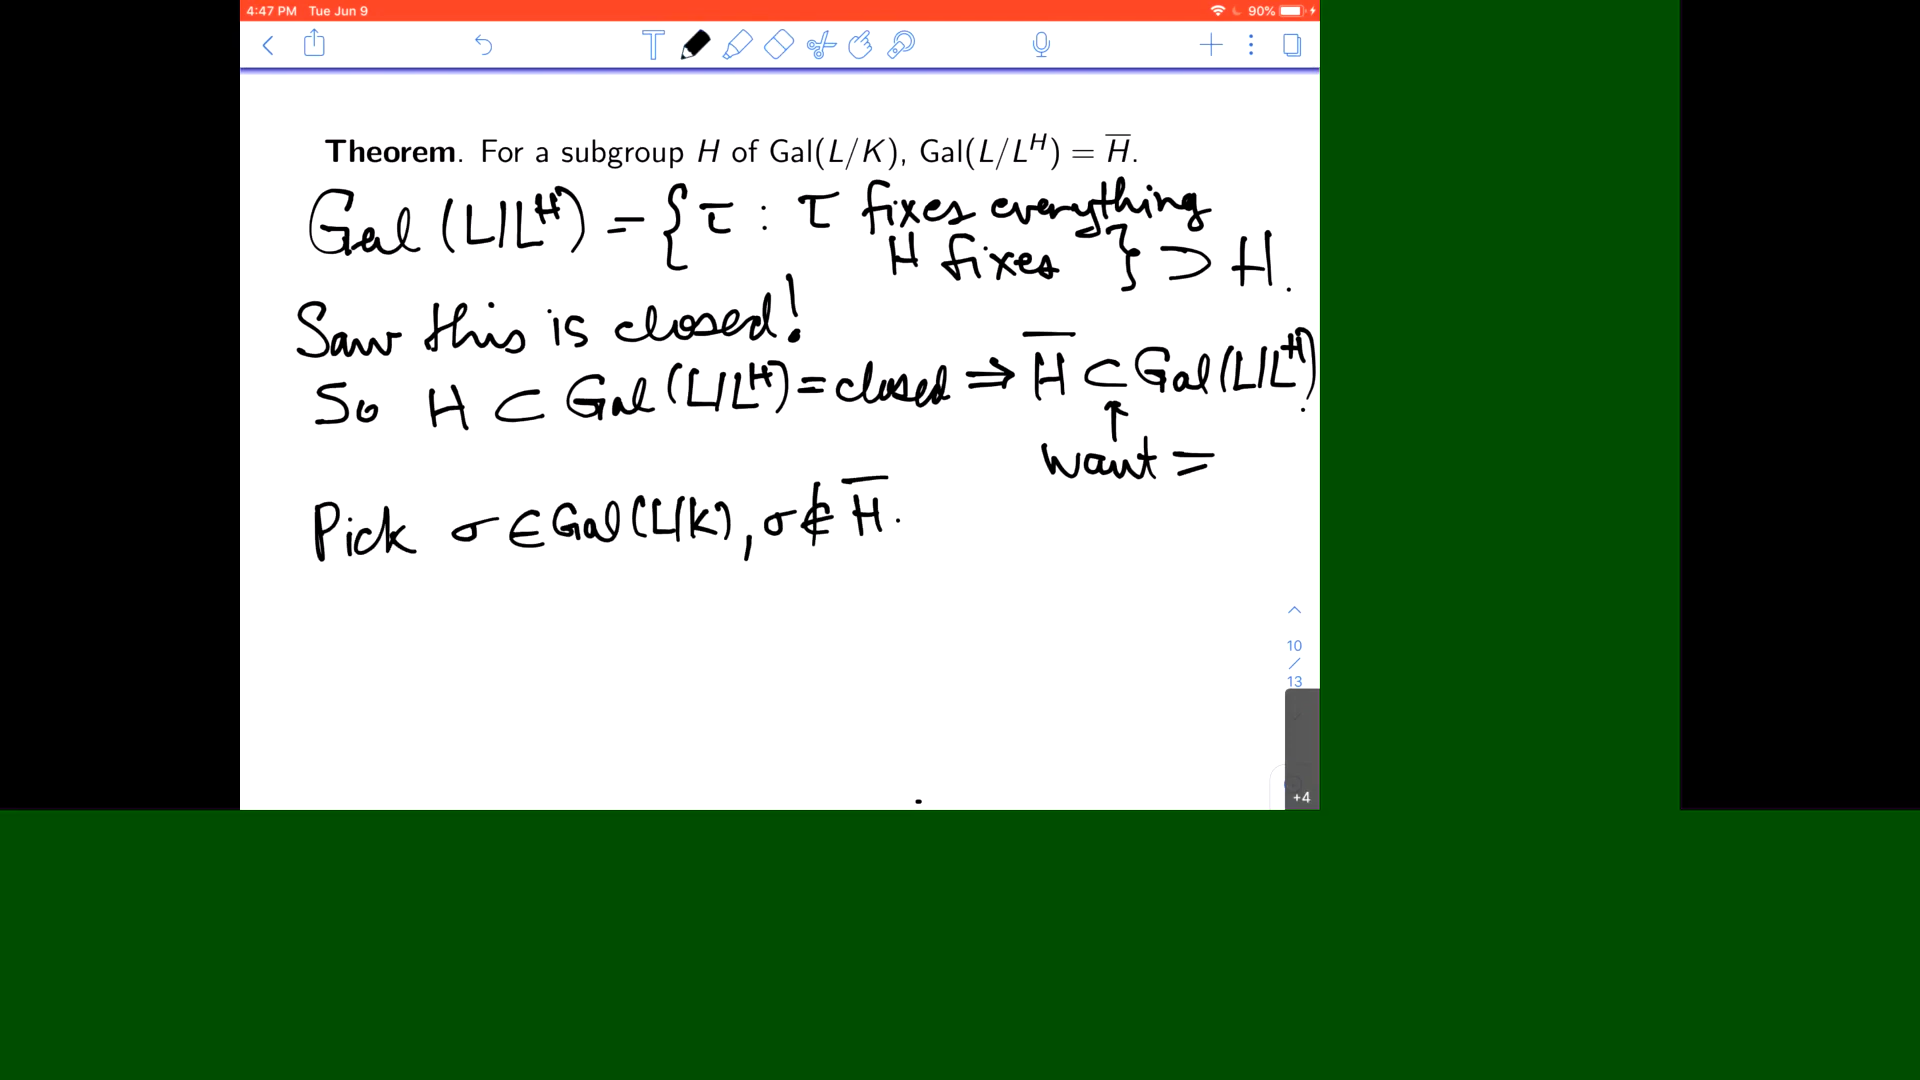 4:47 PM Tue Jun 9 90%
Theorem. For a subgroup H of Gal(L/K), Gal(L/L^H) = H̅.
Gal (L/L^H) = { τ : τ fixes everything
H fixes } ⊃ H.
Saw this is closed!
So H ⊂ Gal (L/L^H) = closed ⇒ H̅ ⊂ Gal (L/L^H).
↑
want =
Pick σ ∈ Gal (L/K), σ ∉ H̅.
10
/
13
+4